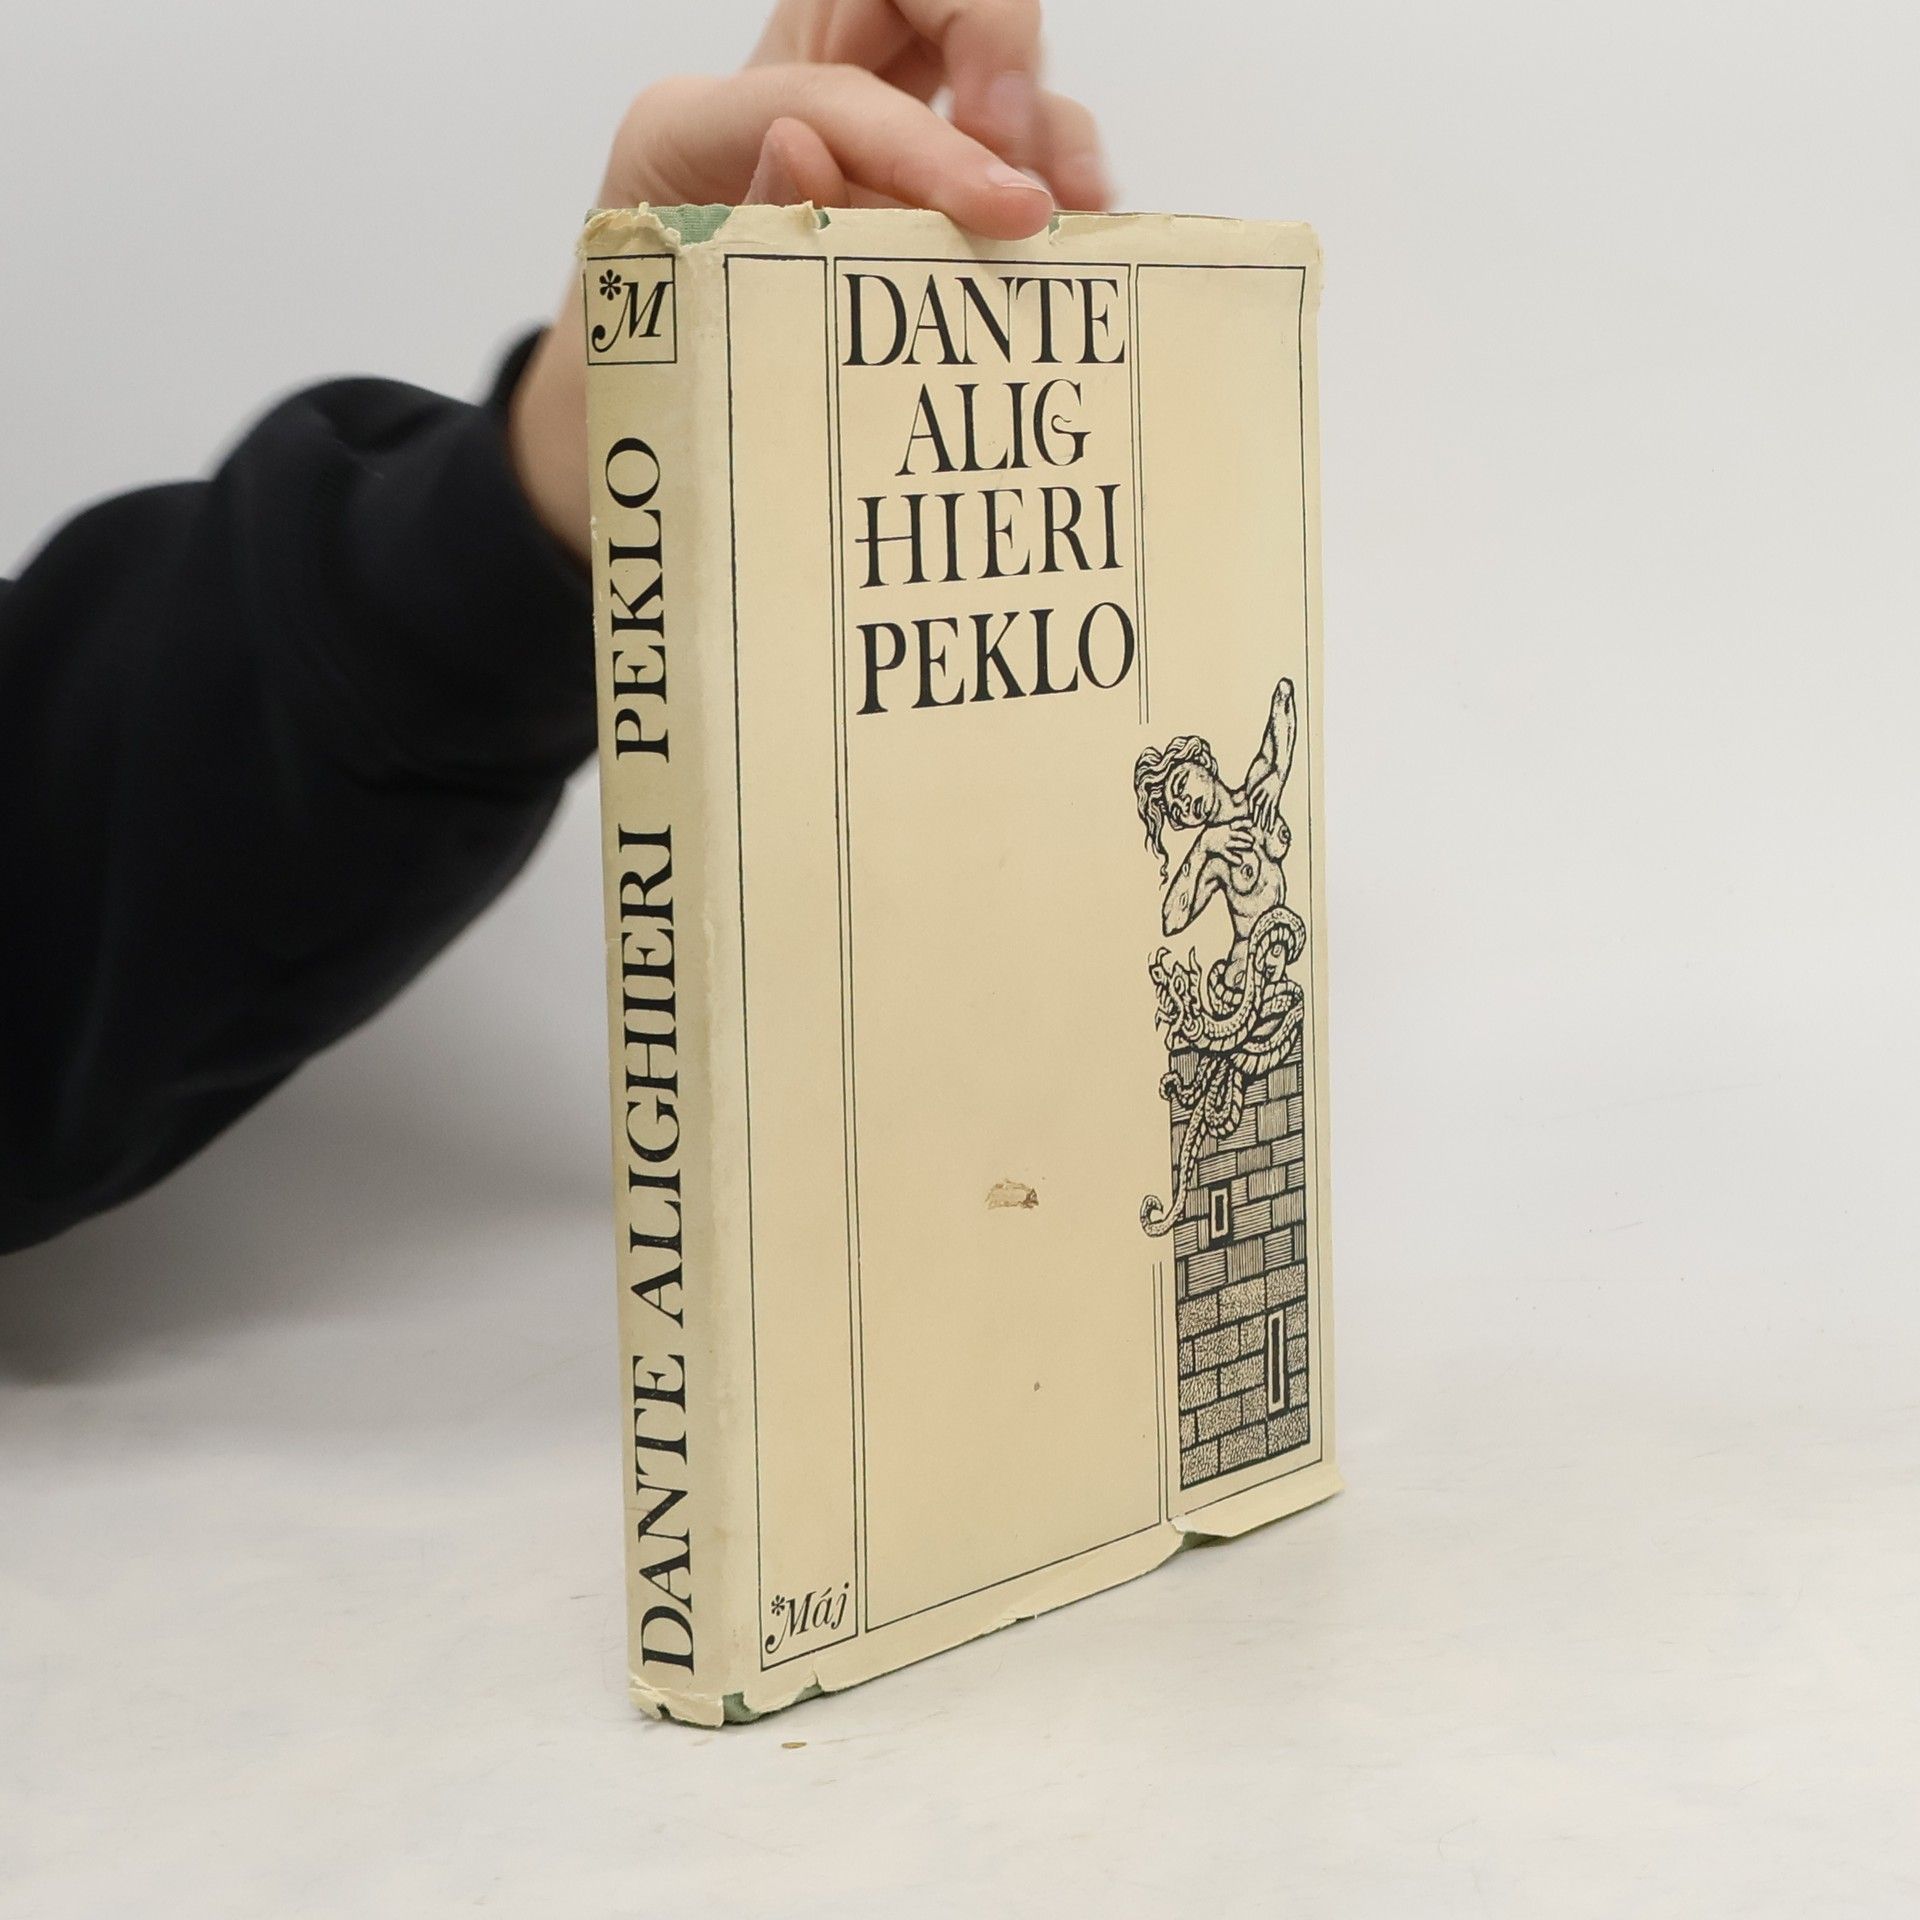 *M
DANTE ALIGHIERI PEKLO
DANTE
ALIG
HIERI
PEKLO
*Máj